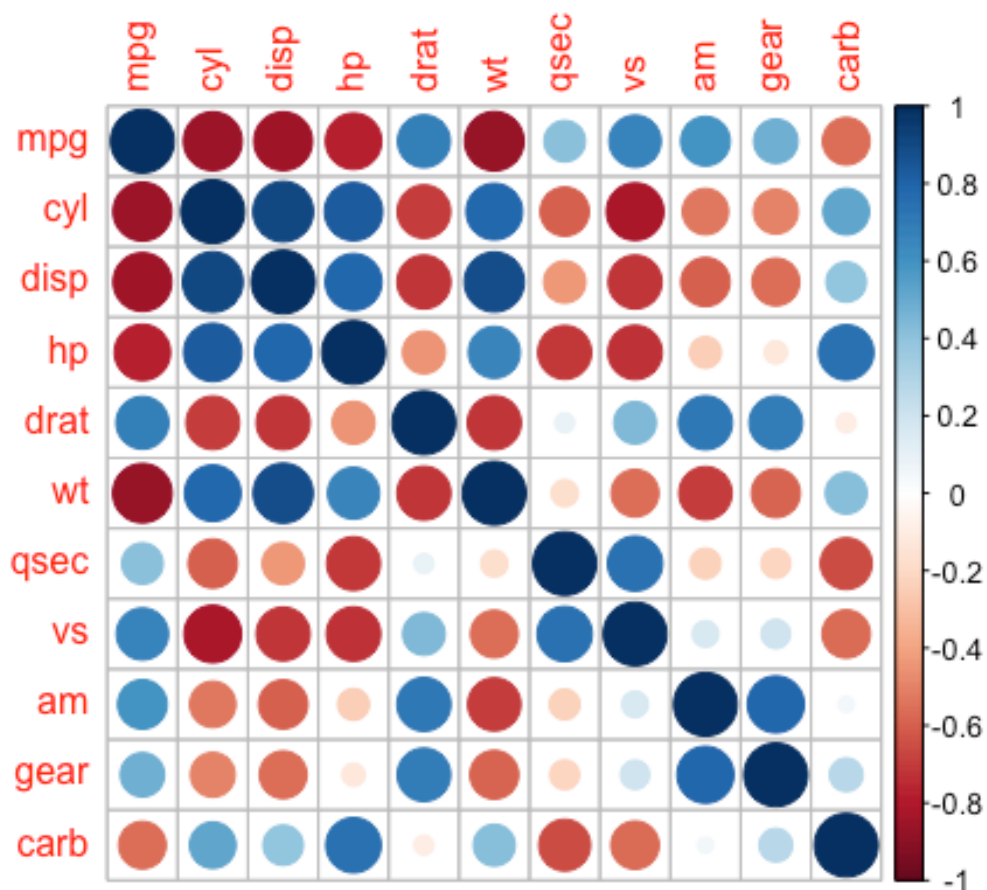 mpg cyl disp hp drat wt qsec vs am gear carb
mpg
cyl
disp
hp
drat
wt
qsec
vs
am
gear
carb
1
0.8
0.6
0.4
0.2
0
-0.2
-0.4
-0.6
-0.8
-1